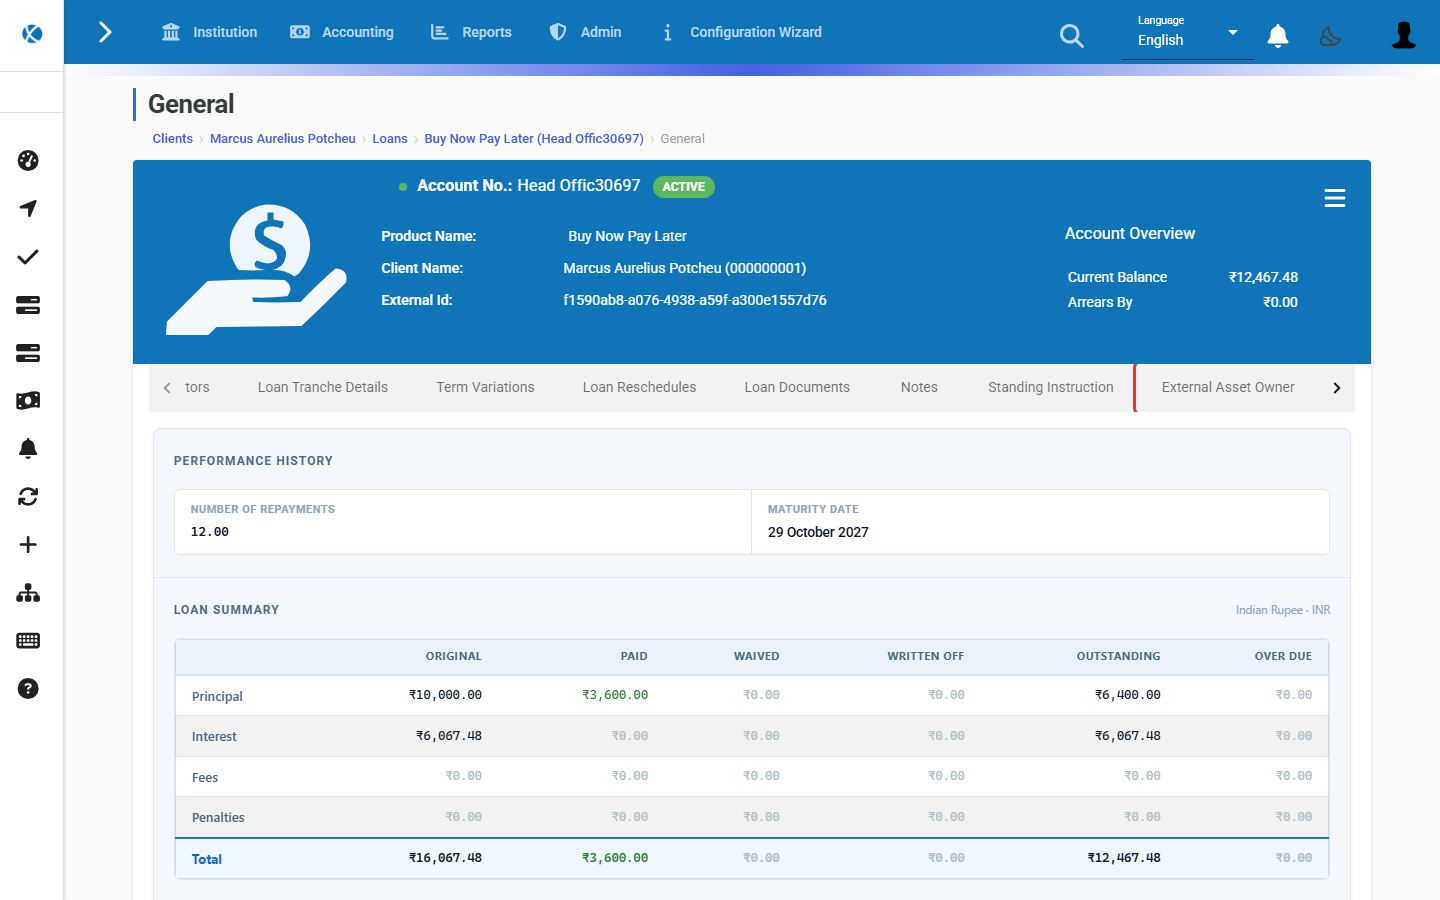 Institution
Accounting
Reports
Admin
Configuration Wizard
Language
English
General
Clients › Marcus Aurelius Potcheu › Loans › Buy Now Pay Later (Head Offic30697) › General
Account No.: Head Offic30697 ACTIVE
Product Name: Buy Now Pay Later
Client Name: Marcus Aurelius Potcheu (000000001)
External Id: f1590ab8-a076-4938-a59f-a300e1557d76
Account Overview
Current Balance ₹12,467.48
Arrears By ₹0.00
tors Loan Tranche Details Term Variations Loan Reschedules Loan Documents Notes Standing Instruction External Asset Owner
PERFORMANCE HISTORY
NUMBER OF REPAYMENTS
12.00
MATURITY DATE
29 October 2027
LOAN SUMMARY
Indian Rupee · INR
ORIGINAL PAID WAIVED WRITTEN OFF OUTSTANDING OVER DUE
Principal ₹10,000.00 ₹3,600.00 ₹0.00 ₹0.00 ₹6,400.00 ₹0.00
Interest ₹6,067.48 ₹0.00 ₹0.00 ₹0.00 ₹6,067.48 ₹0.00
Fees ₹0.00 ₹0.00 ₹0.00 ₹0.00 ₹0.00 ₹0.00
Penalties ₹0.00 ₹0.00 ₹0.00 ₹0.00 ₹0.00 ₹0.00
Total ₹16,067.48 ₹3,600.00 ₹0.00 ₹0.00 ₹12,467.48 ₹0.00